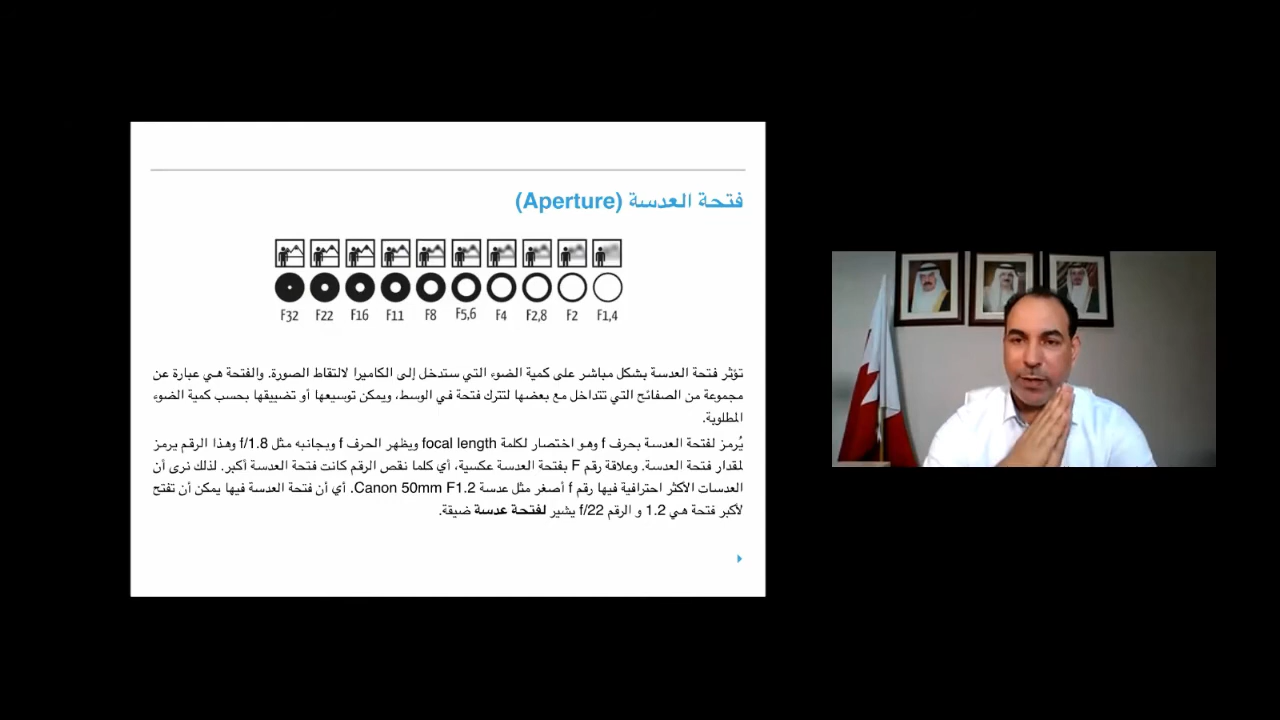 فتحة العدسة (Aperture)
F32 F22 F16 F11 F8 F5,6 F4 F2,8 F2 F1,4
تؤثر فتحة العدسة بشكل مباشر على كمية الضوء التي ستدخل إلى الكاميرا لالتقاط الصورة. والفتحة هي عبارة عن
مجموعة من الصفائح التي تتداخل مع بعضها لتترك فتحة في الوسط، ويمكن توسيعها أو تضييقها بحسب كمية الضوء
المطلوبة.
يُرمز لفتحة العدسة بحرف f وهو اختصار لكلمة focal length ويظهر الحرف f وبجانبه مثل f/1.8 وهذا الرقم يرمز
لمقدار فتحة العدسة. وعلاقة رقم F بفتحة العدسة عكسية، أي كلما نقص الرقم كانت فتحة العدسة أكبر. لذلك نرى أن
العدسات الأكثر احترافية فيها رقم f أصغر مثل عدسة Canon 50mm F1.2. أي أن فتحة العدسة فيها يمكن أن تفتح
لأكبر فتحة هي 1.2 و الرقم f/22 يشير لفتحة عدسة ضيقة.